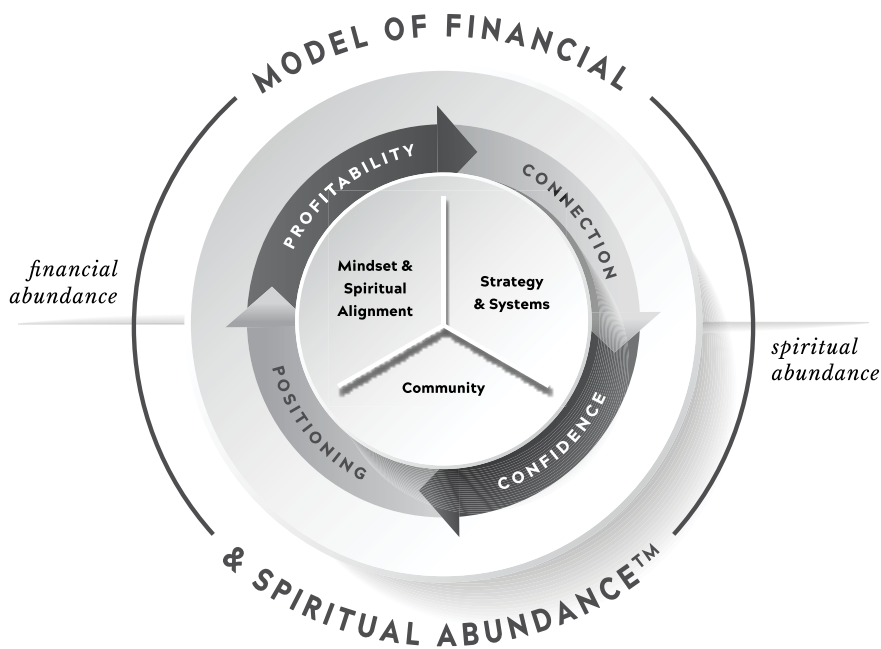 MODEL OF FINANCIAL
PROFITABILITY
CONNECTION
financial
abundance
Mindset &
Spiritual
Alignment
Strategy
& Systems
spiritual
abundance
Community
POSITIONING
CONFIDENCE
& SPIRITUAL ABUNDANCE™